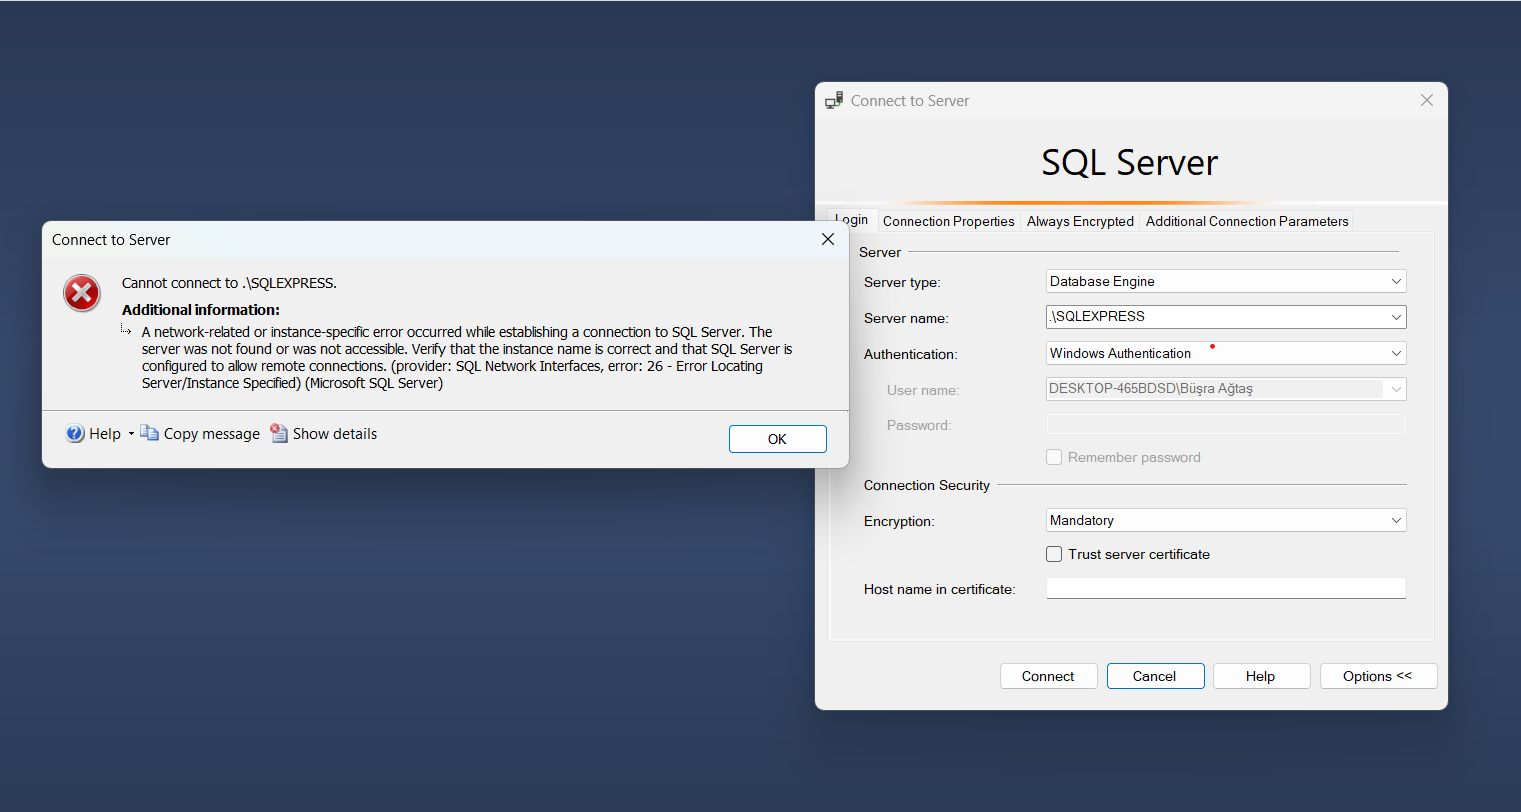 Connect to Server
Cannot connect to .\SQLEXPRESS.
Additional information:
A network-related or instance-specific error occurred while establishing a connection to SQL Server. The
server was not found or was not accessible. Verify that the instance name is correct and that SQL Server is
configured to allow remote connections. (provider: SQL Network Interfaces, error: 26 - Error Locating
Server/Instance Specified) (Microsoft SQL Server)
Help
Copy message
Show details
OK
Connect to Server
SQL Server
Login Connection Properties Always Encrypted Additional Connection Parameters
Server
Server type: Database Engine
Server name: .\SQLEXPRESS
Authentication: Windows Authentication
User name: DESKTOP-465BDSD\Büşra Ağtaş
Password:
Remember password
Connection Security
Encryption: Mandatory
Trust server certificate
Host name in certificate:
Connect Cancel Help Options <<